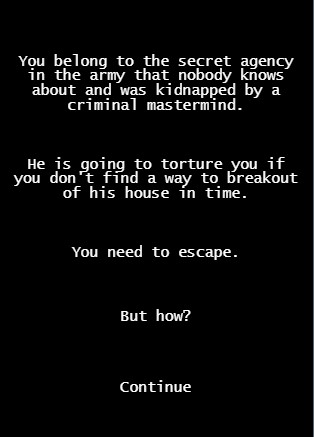 You belong to the secret agency
in the army that nobody knows
about and was kidnapped by a
criminal mastermind.
He is going to torture you if
you don't find a way to breakout
of his house in time.
You need to escape.
But how?
Continue